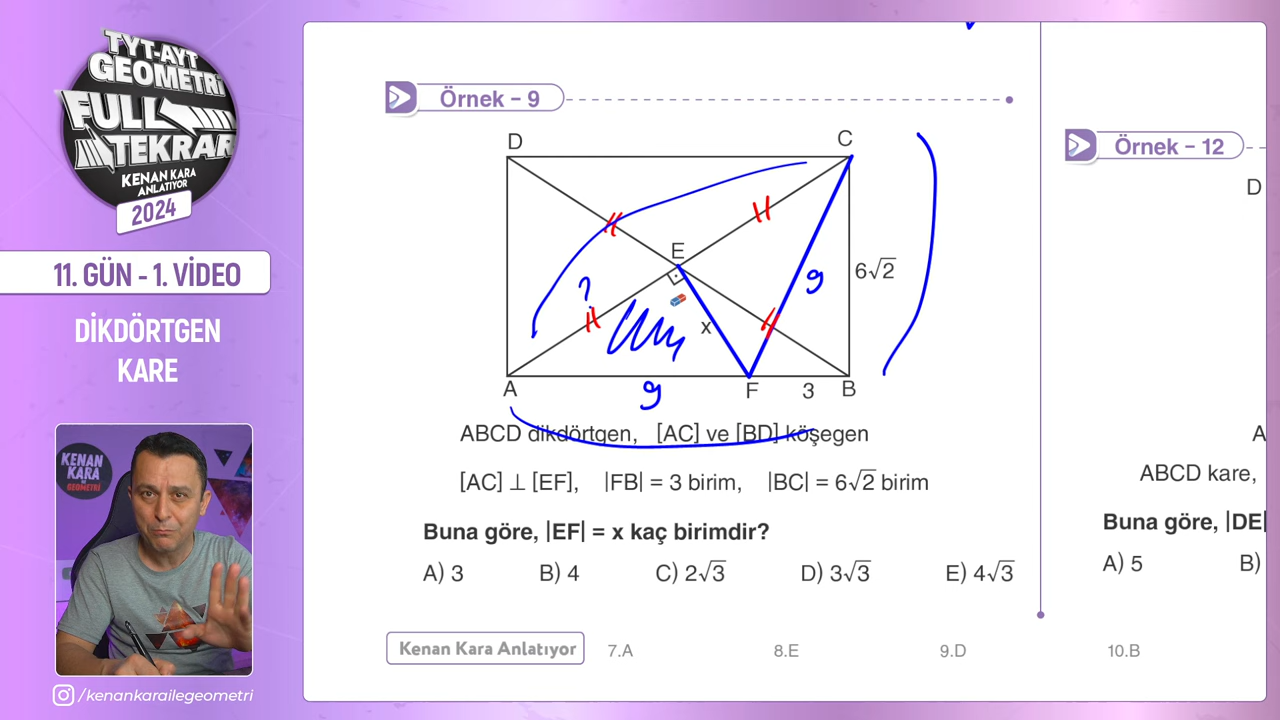 TYT-AYT
GEOMETRİ
FULL
TEKRAR
KENAN KARA
ANLATIYOR
2024
11. GÜN - 1. VİDEO
DİKDÖRTGEN
KARE
KENAN
KARA
GEOMETRİ
/kenankarailegeometri
Örnek – 9
D
C
E
?
9
6√2
x
A
9
F
3
B
ABCD dikdörtgen, [AC] ve [BD] köşegen
[AC] ⊥ [EF], |FB| = 3 birim, |BC| = 6√2 birim
Buna göre, |EF| = x kaç birimdir?
A) 3 B) 4 C) 2√3 D) 3√3 E) 4√3
Kenan Kara Anlatıyor 7.A 8.E 9.D 10.B
Örnek – 12
D
A
ABCD kare,
Buna göre, |DE|
A) 5 B)